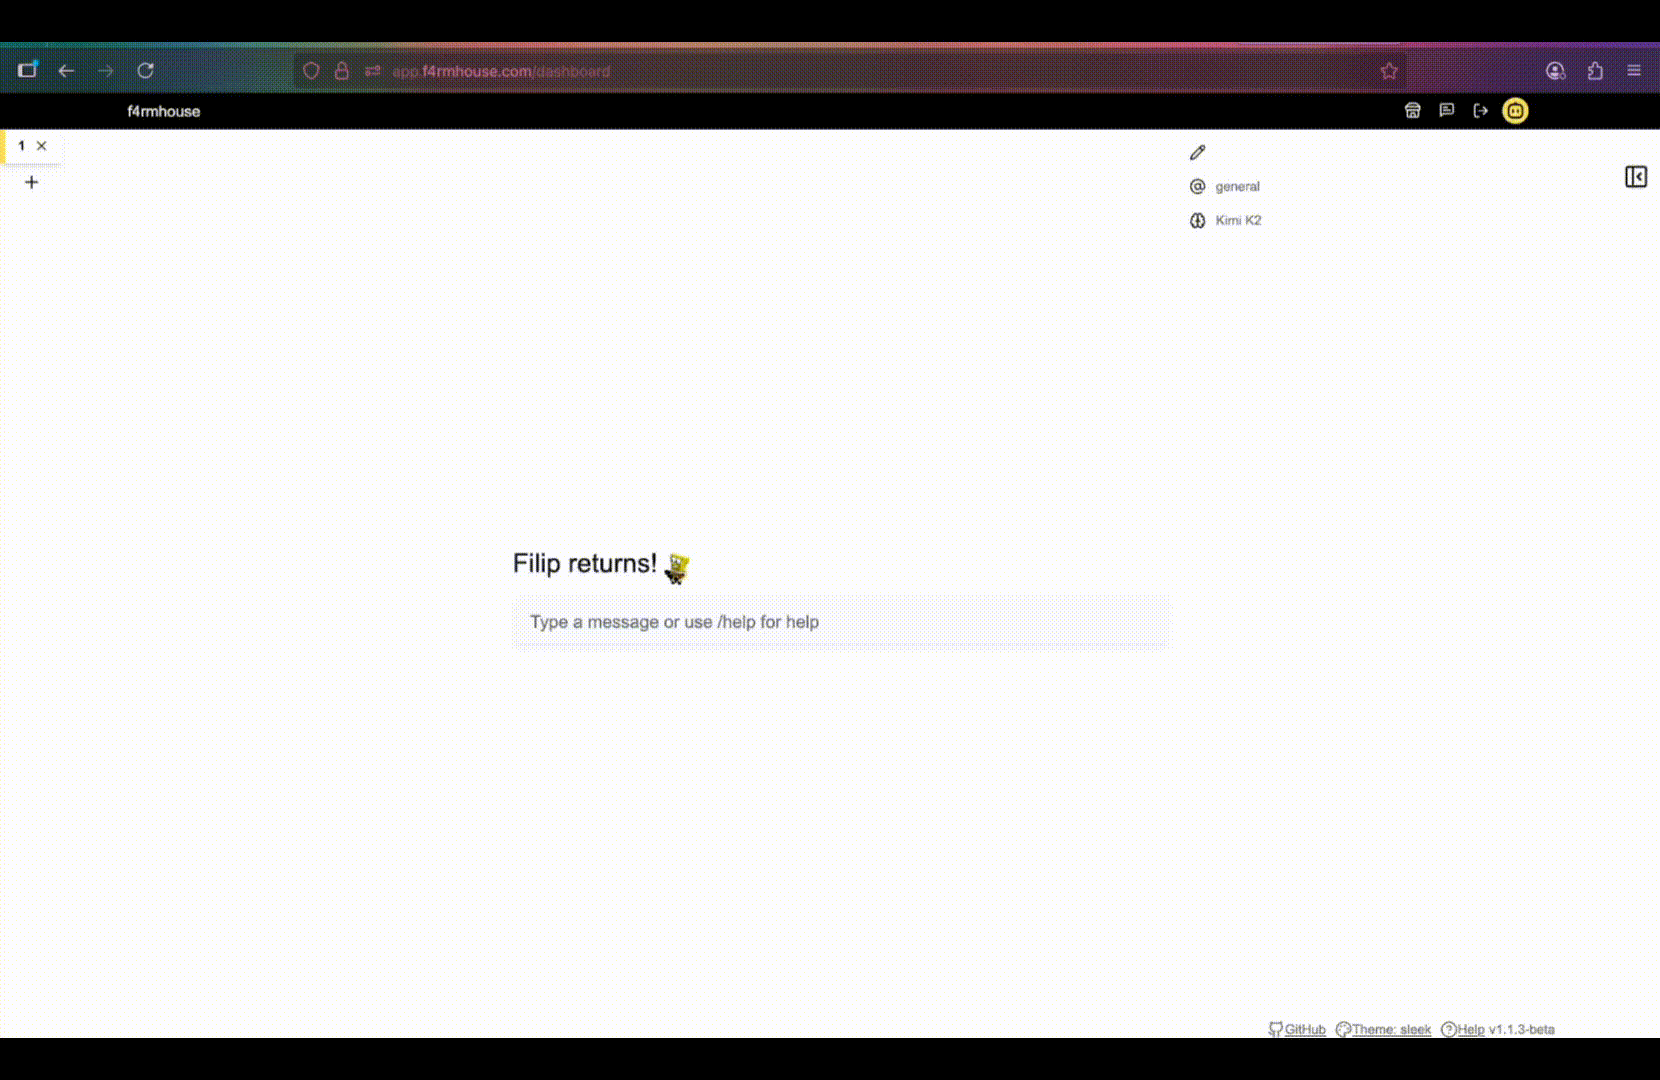 app.f4rmhouse.com/dashboard
f4rmhouse
1
general
Kimi K2
Filip returns!
Type a message or use /help for help
GitHub Theme: sleek Help v1.1.3-beta